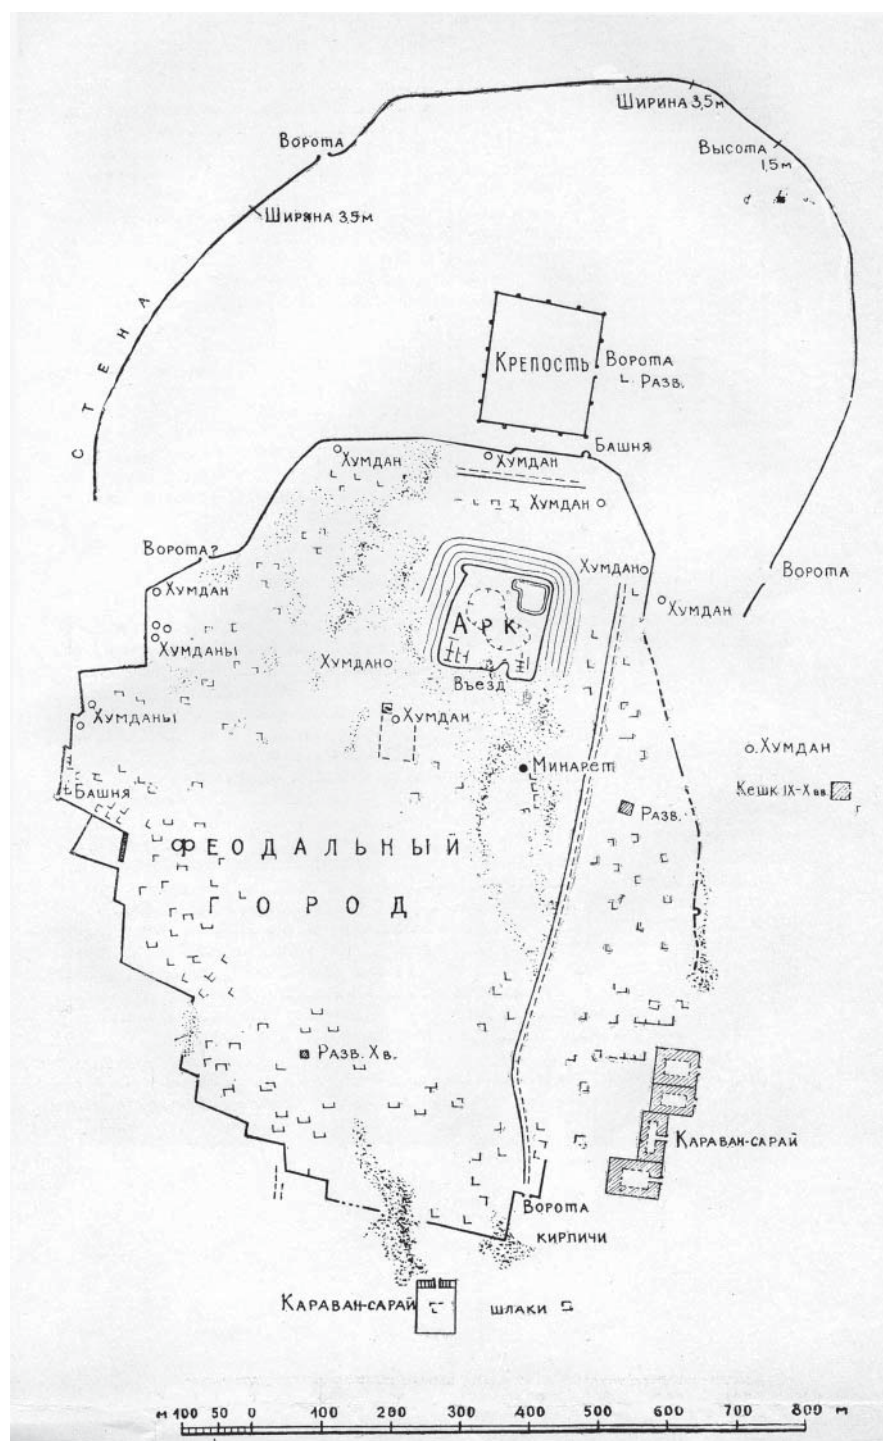 Ширина 3,5 м
Ворота
Высота
1,5 м
Ширяна 3,5 м
СТЕНА
Крепость
Ворота
Разв.
Башня
Хумдан
Хумдан
Хумдан
Ворота?
Хумдан
Ворота
Хумдан
Хумдан
Арк
Хумданы
Хумдан
Въезд
Хумданы
Хумдан
Хумдан
Минарет
Башня
Кешк IX-X вв.
Разв.
ФЕОДАЛЬНЫЙ
ГОРОД
Разв. X в.
Караван-сарай
Ворота
кирпичи
Караван-сарай
шлаки
м 100 50 0 100 200 300 400 500 600 700 800 м